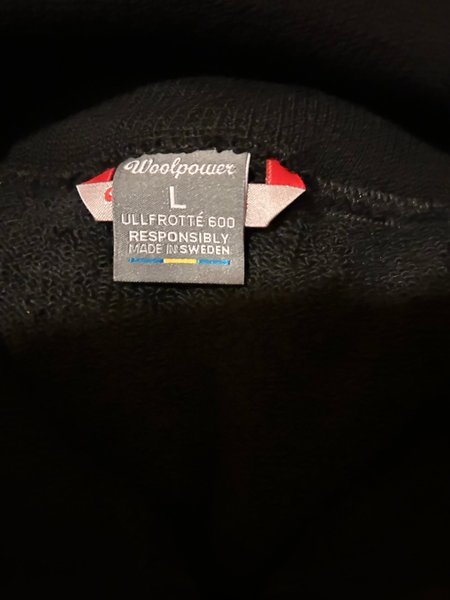 Woolpower
L
ULLFROTTÉ 600
RESPONSIBLY
MADE IN SWEDEN